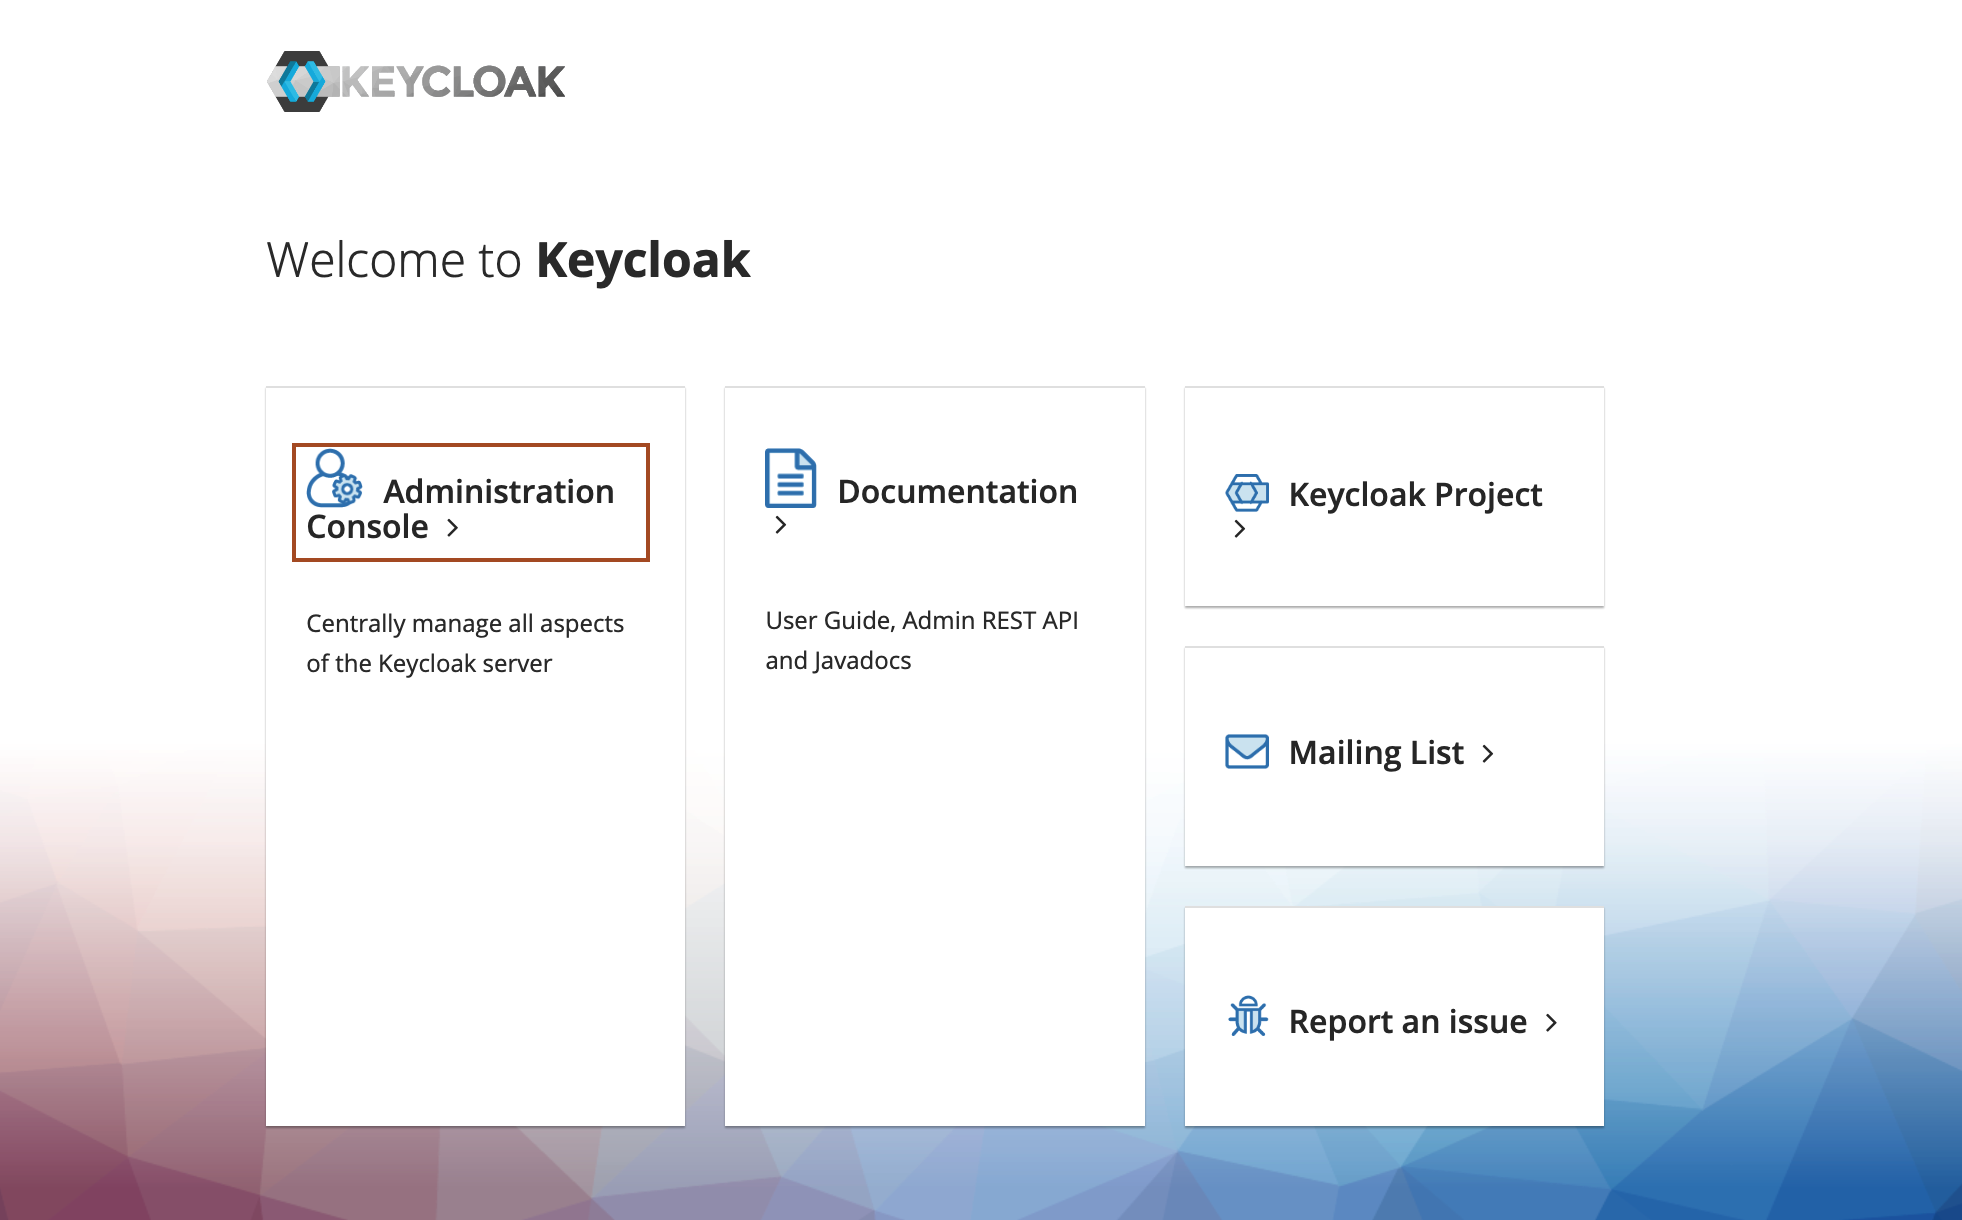 KEYCLOAK
Welcome to Keycloak
Administration
Console >
Centrally manage all aspects
of the Keycloak server
Documentation
>
User Guide, Admin REST API
and Javadocs
Keycloak Project
>
Mailing List >
Report an issue >